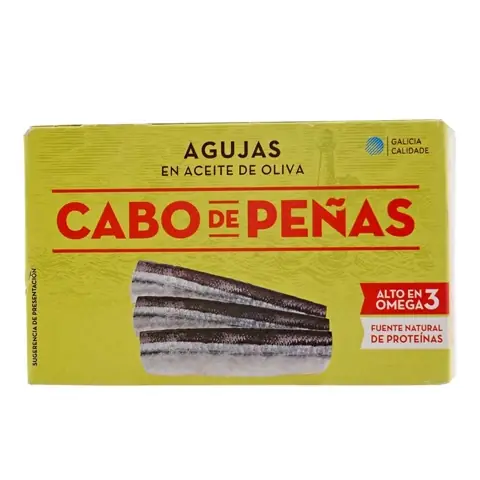 AGUJAS
EN ACEITE DE OLIVA
GALICIA
CALIDADE
CABO DE PEÑAS
ALTO EN
OMEGA 3
FUENTE NATURAL
DE PROTEÍNAS
SUGERENCIA DE PRESENTACIÓN